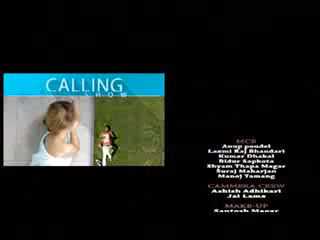 CALLING
SHOW
MCR
Anup poudel
Laxmi Raj Bhandari
Kumar Dhakal
Bidur Sapkota
Shyam Thapa Magar
Suraj Maharjan
Manoj Tamang
CAMMERA CREW
Ashish Adhikari
Jai Lama
MAKE-UP
Santosh Magar